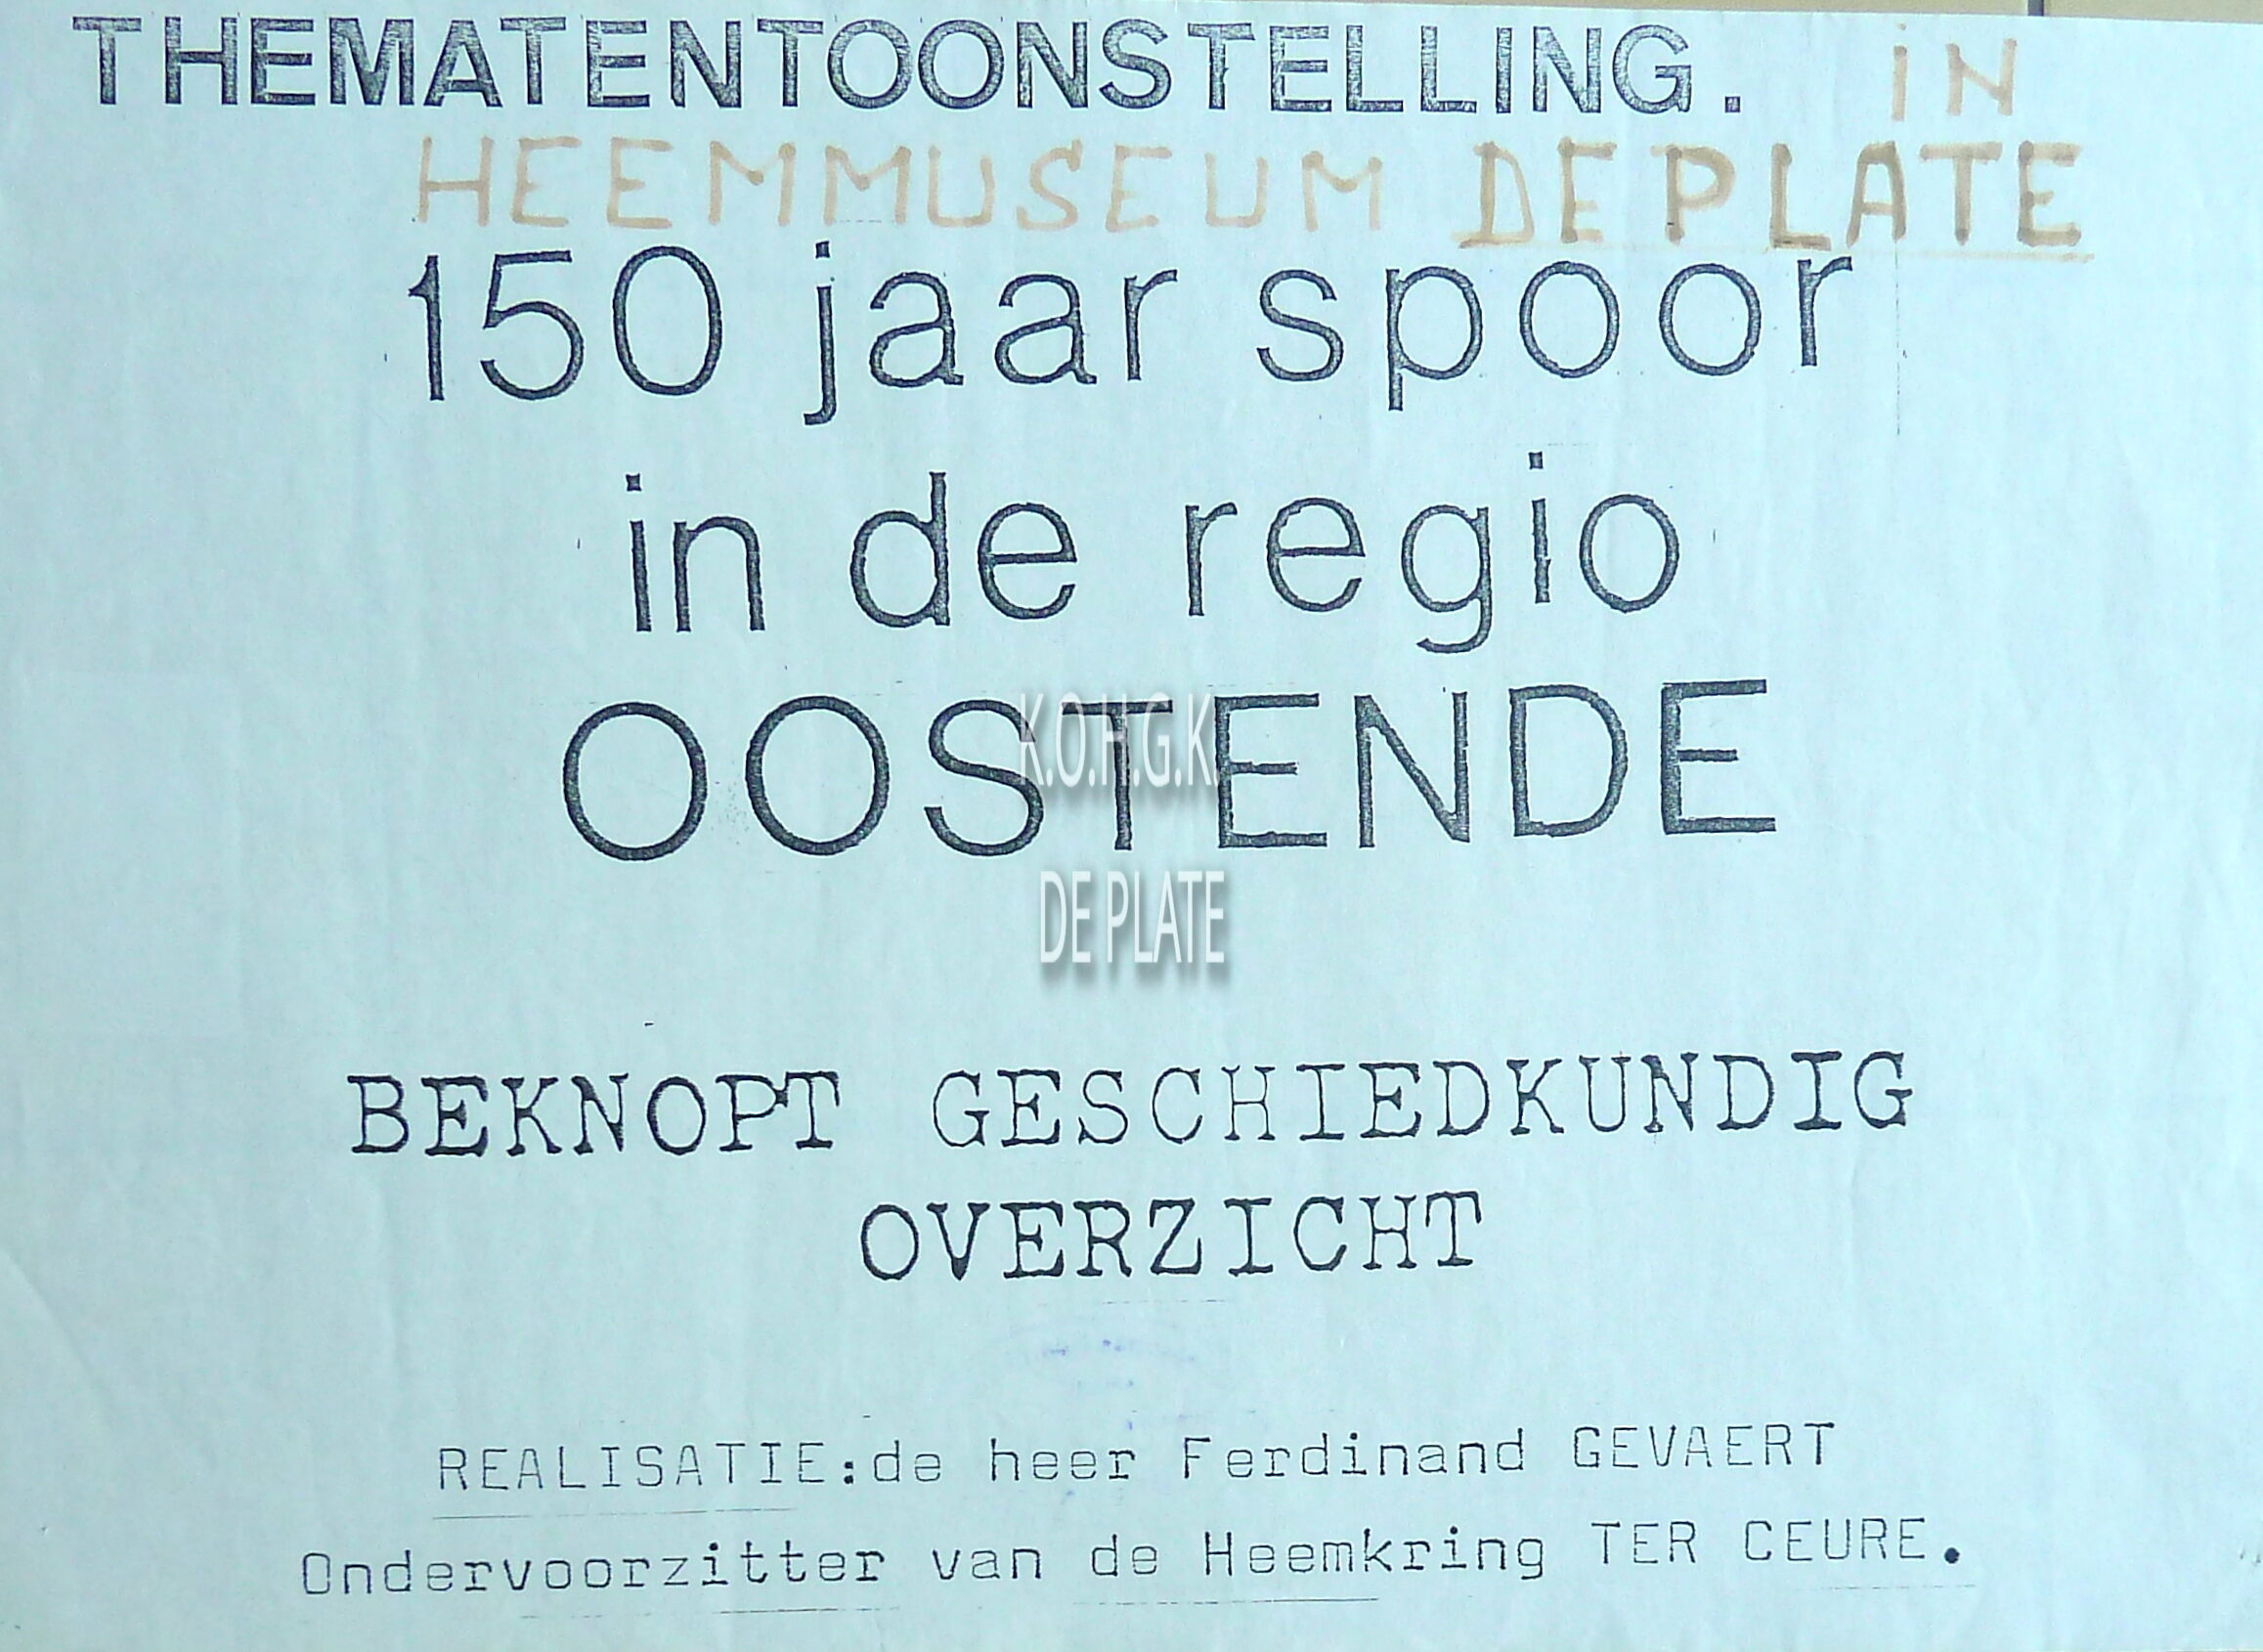 THEMATENTOONSTELLING. iN
HEEMMUSEUM DE PLATE
150 jaar spoor
in de regio
OOSTENDE
K.O.H.G.K.
DE PLATE
BEKNOPT GESCHIEDKUNDIG
OVERZICHT
REALISATIE:de heer Ferdinand GEVAERT
Ondervoorzitter van de Heemkring TER CEURE.